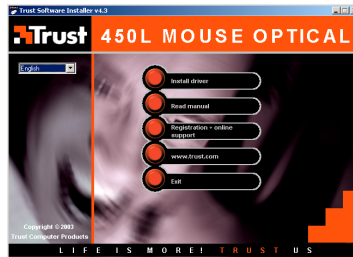 Trust Software Installer v4.3
Trust 450L MOUSE OPTICAL
English
Install driver
Read manual
Registration + online
support
www.trust.com
Exit
Copyright © 2003
Trust Computer Products
LIFE IS MORE! TRUST US